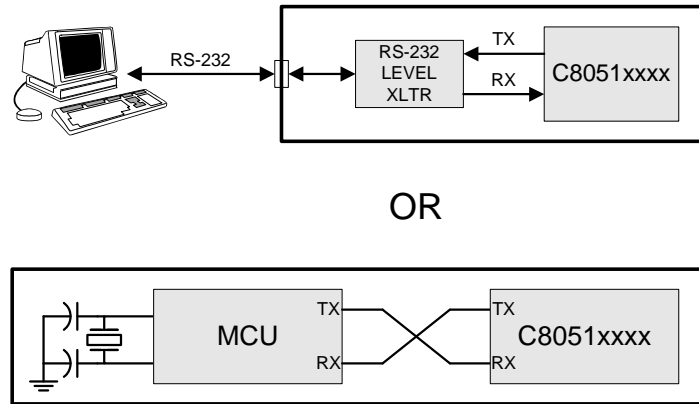 RS-232
RS-232
LEVEL
XLTR
TX
RX
C8051xxxx
OR
MCU
TX
RX
TX
RX
C8051xxxx